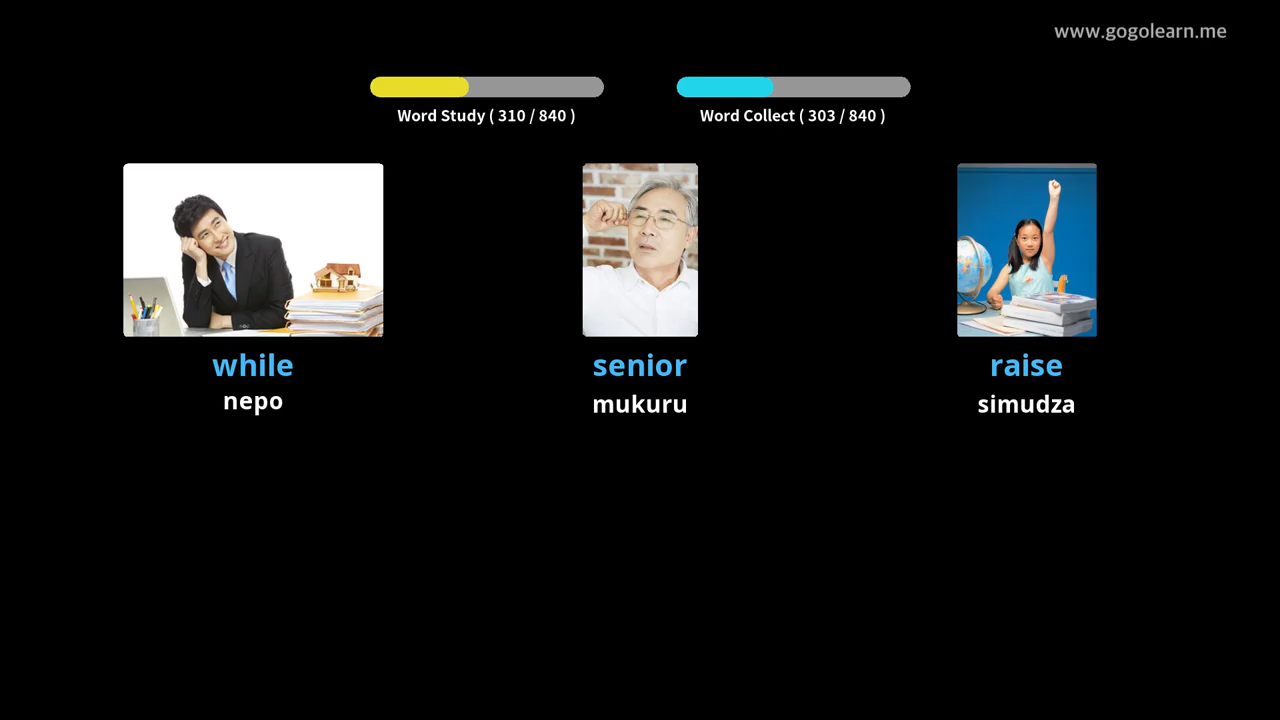 www.gogolearn.me
Word Study ( 310 / 840 )
Word Collect ( 303 / 840 )
while
nepo
senior
mukuru
raise
simudza